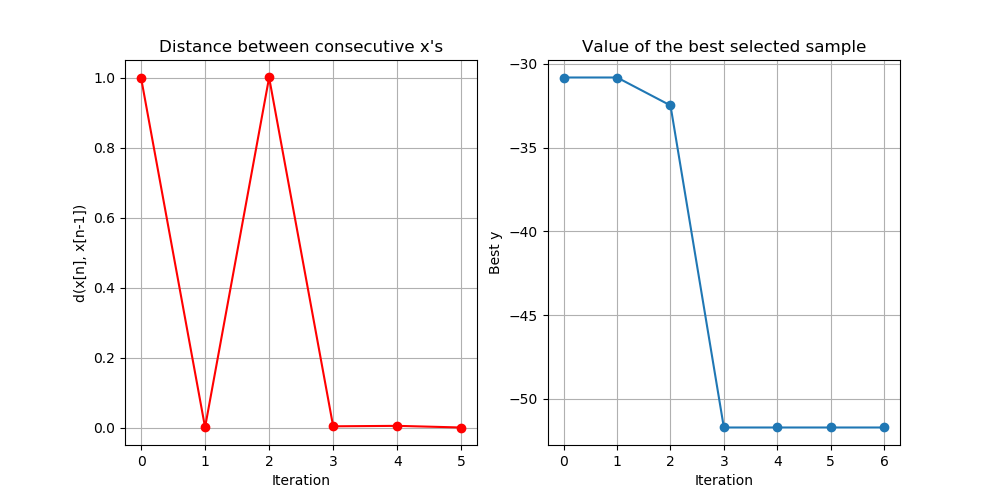 Distance between consecutive x's
1.0
0.8
0.6
0.4
0.2
0.0
d(x[n], x[n-1])
0 1 2 3 4 5
Iteration
Value of the best selected sample
−30
−35
−40
−45
−50
Best y
0 1 2 3 4 5 6
Iteration